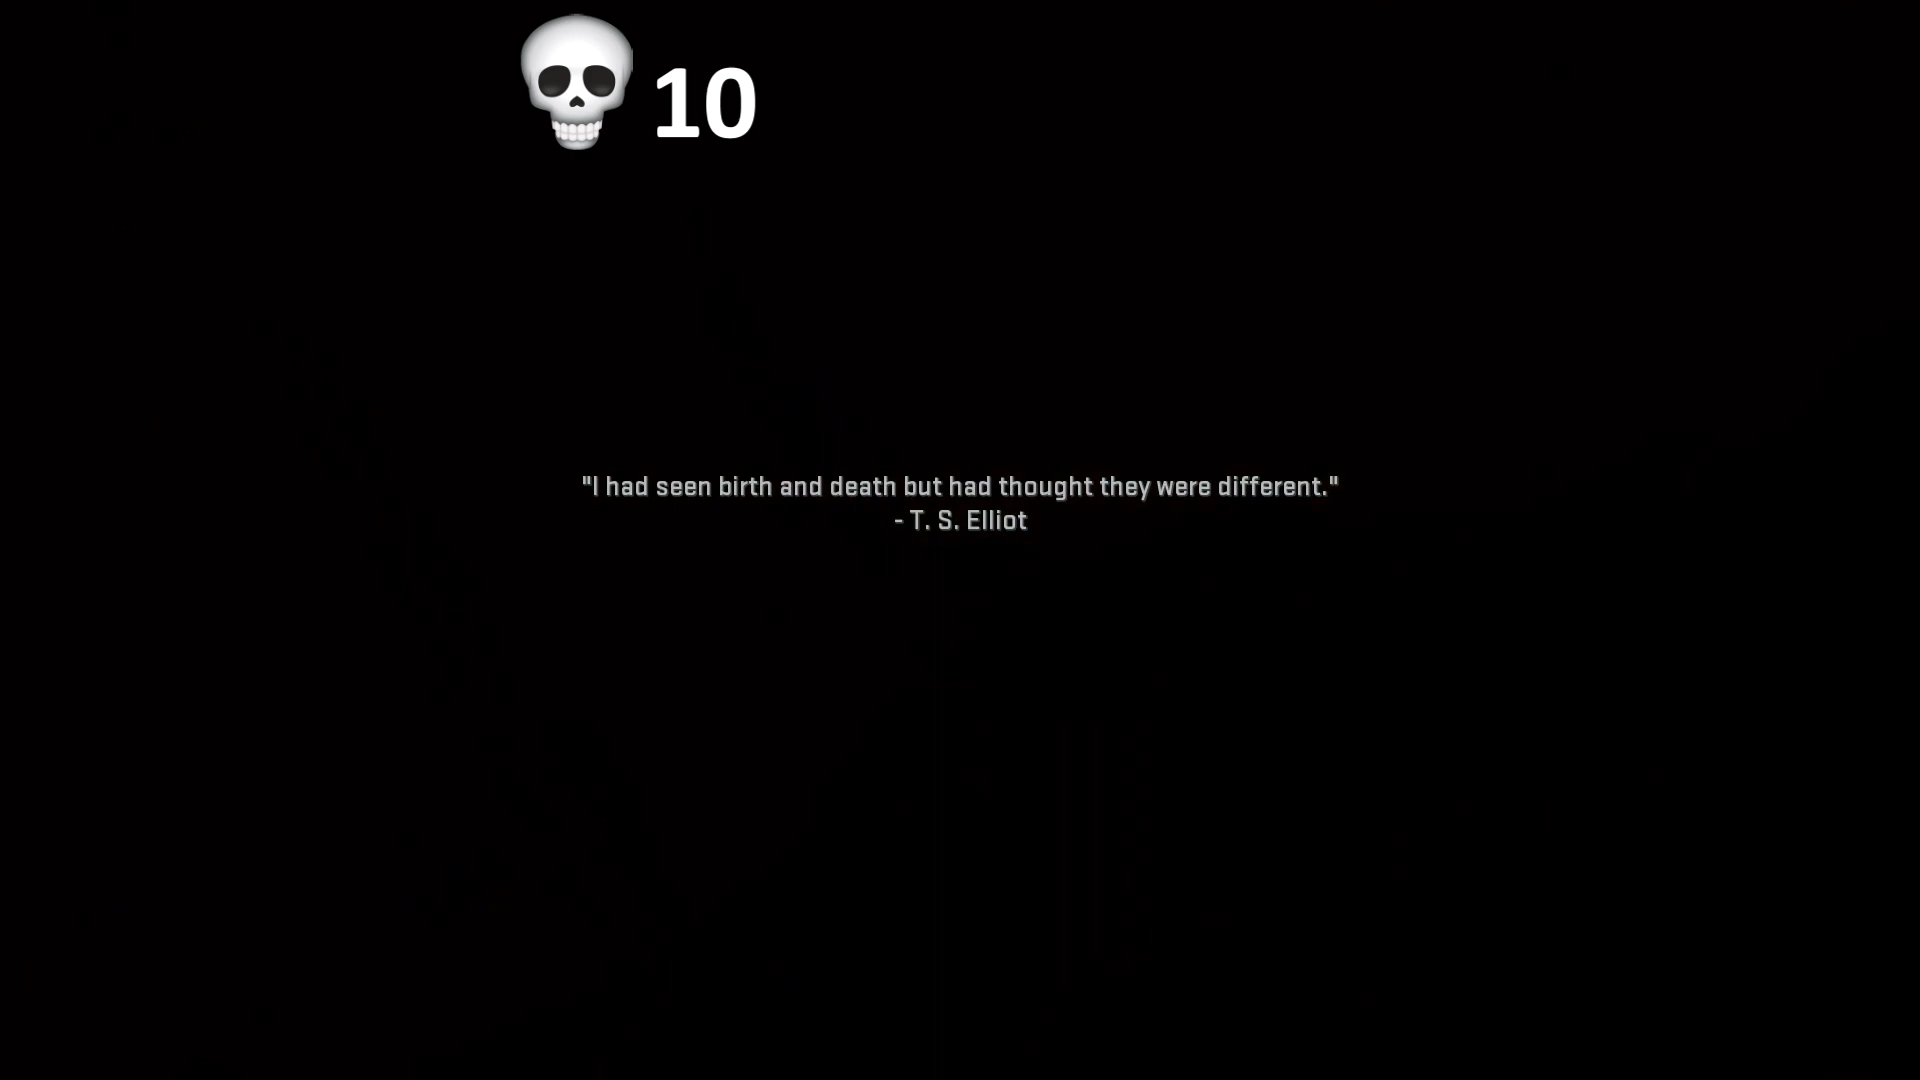 10
"I had seen birth and death but had thought they were different."
- T. S. Elliot